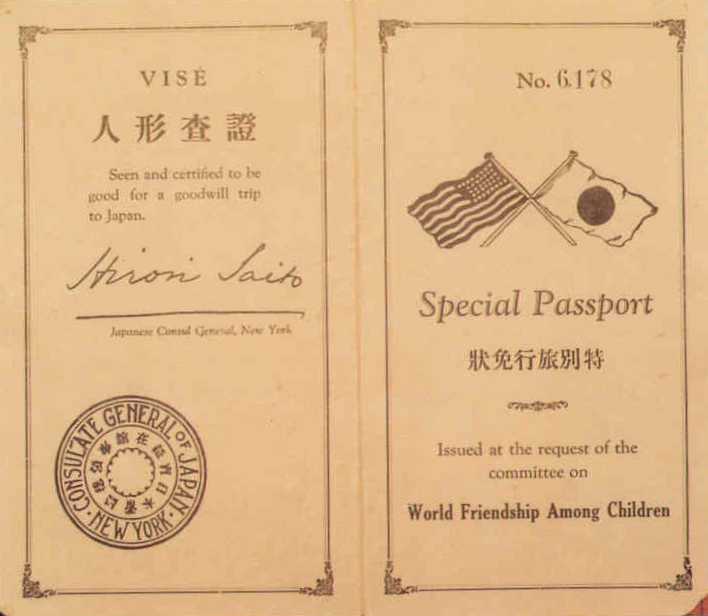 VISÉ
人形查證
Seen and certified to be
good for a goodwill trip
to Japan.
Hirosi Saito
Japanese Consul General, New York
CONSULATE GENERAL OF JAPAN
NEW YORK
No. 6178
Special Passport
狀免行旅別特
Issued at the request of the
committee on
World Friendship Among Children